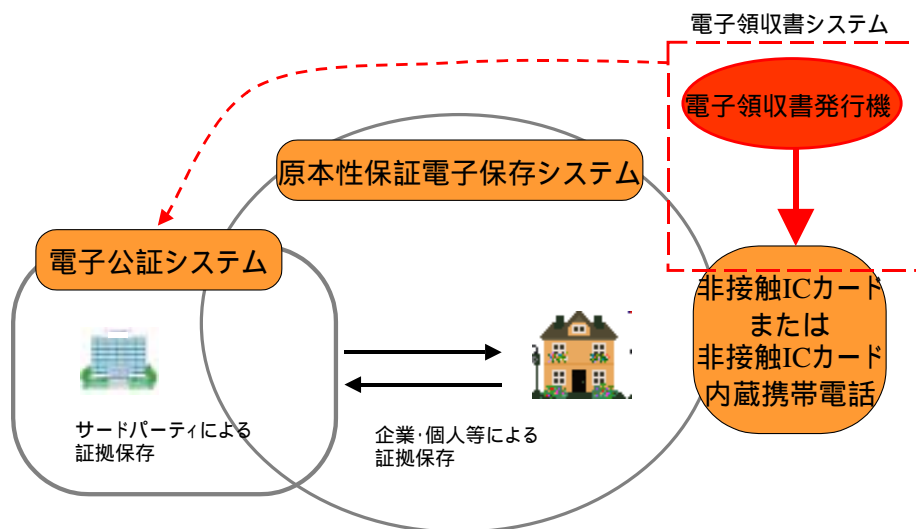 電子領収書システム
電子領収書発行機
原本性保証電子保存システム
電子公証システム
非接触ICカード
または
非接触ICカード
内蔵携帯電話
サードパーティによる
証拠保存
企業･個人等による
証拠保存